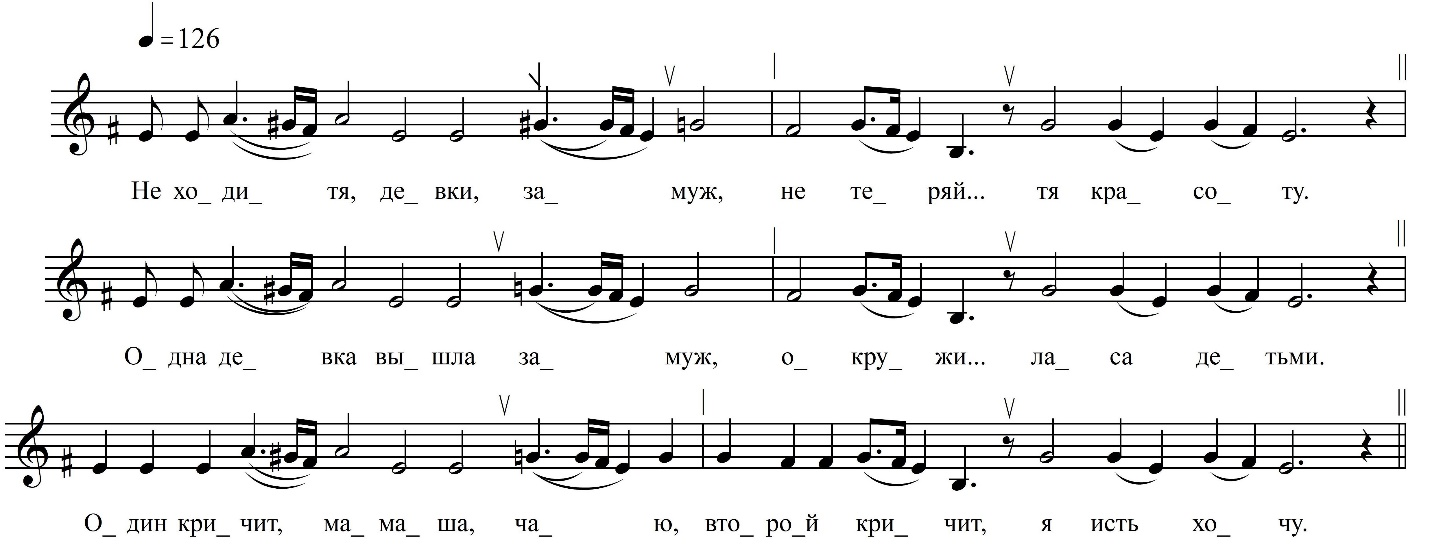 =126
Не хо_ ди_ тя, де_ вки, за_ муж, не те_ ряй... тя кра_ со_ ту.
О_ дна де_ вка вы_ шла за_ муж, о_ кру_ жи... ла_ са де_ тьми.
О_ дин кри_ чит, ма_ ма_ ша, ча_ ю, вто_ ро_й кри_ чит, я исть хо_ чу.